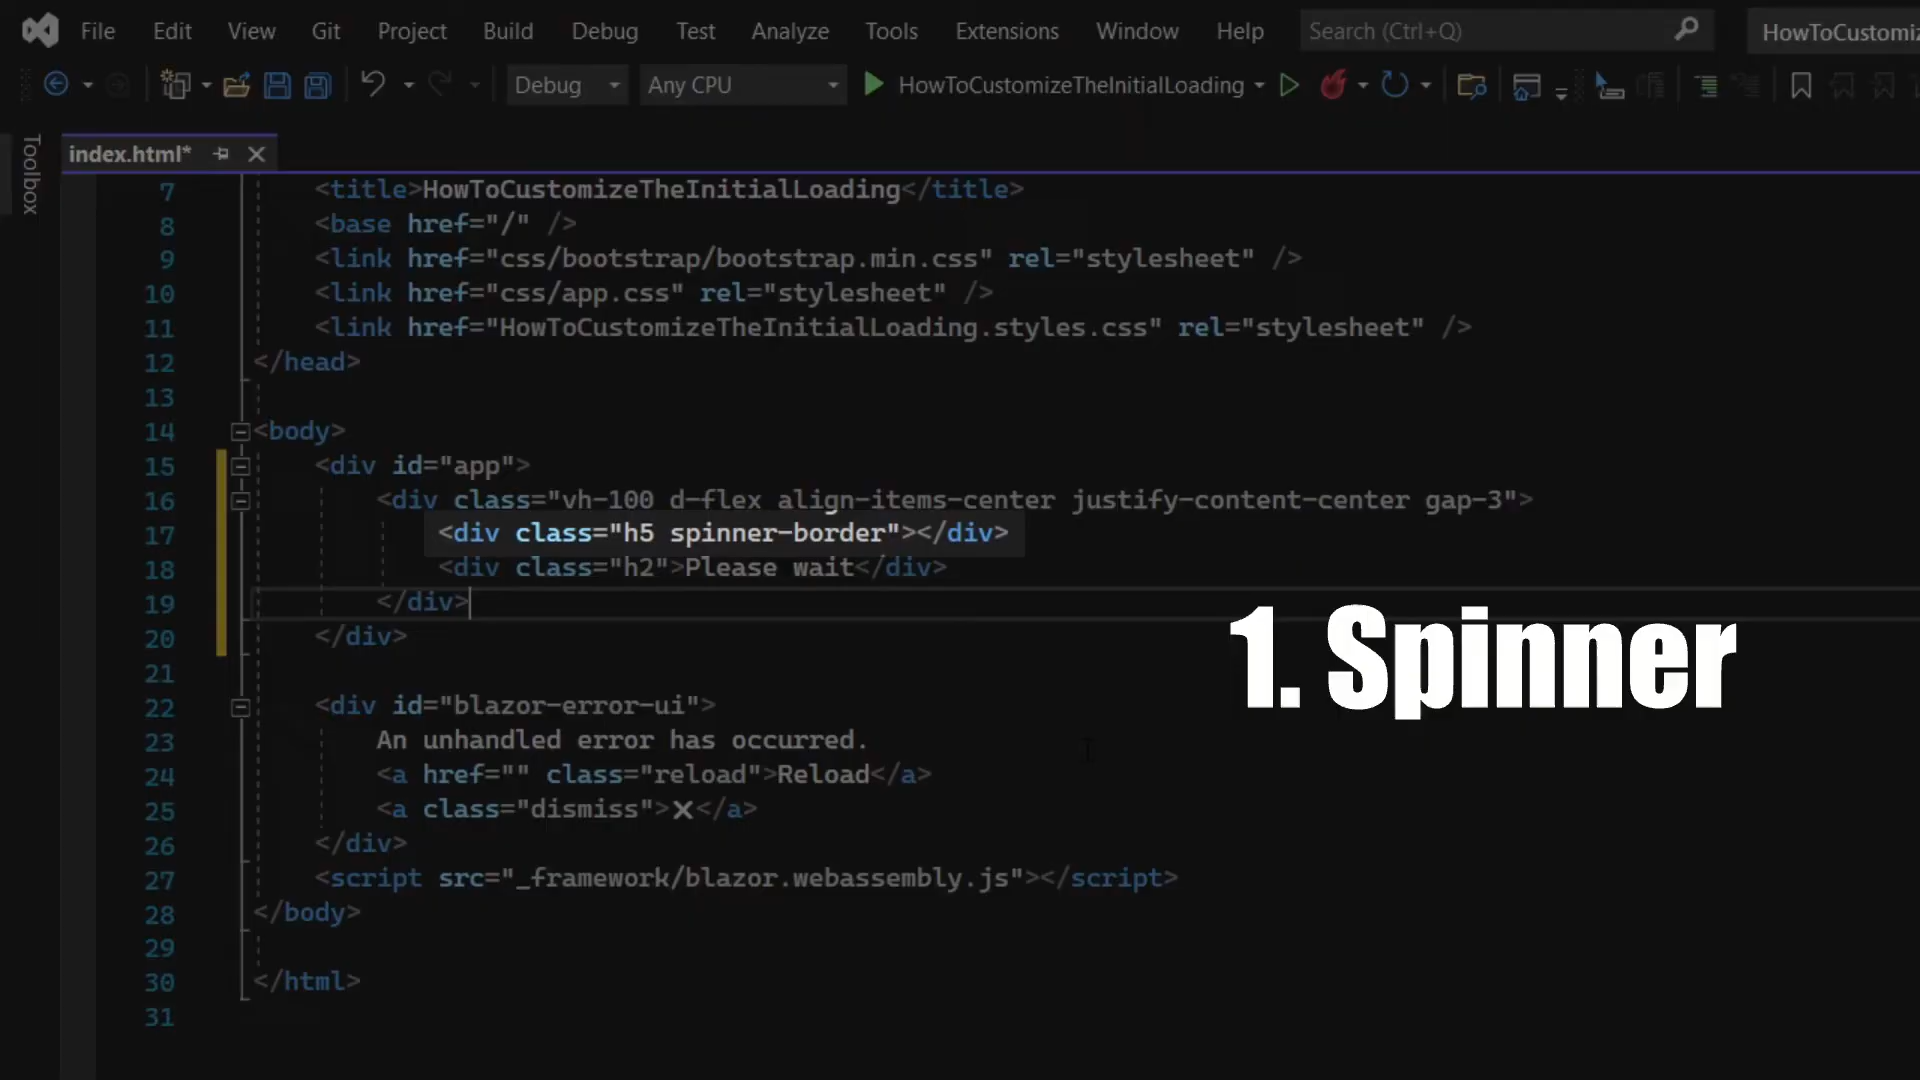 File Edit View Git Project Build Debug Test Analyze Tools Extensions Window Help Search (Ctrl+Q) HowToCustomiz
Debug Any CPU HowToCustomizeTheInitialLoading
Toolbox
index.html*
7 <title>HowToCustomizeTheInitialLoading</title>
8 <base href="/" />
9 <link href="css/bootstrap/bootstrap.min.css" rel="stylesheet" />
10 <link href="css/app.css" rel="stylesheet" />
11 <link href="HowToCustomizeTheInitialLoading.styles.css" rel="stylesheet" />
12 </head>
13
14 <body>
15 <div id="app">
16 <div class="vh-100 d-flex align-items-center justify-content-center gap-3">
17 <div class="h5 spinner-border"></div>
18 <div class="h2">Please wait</div>
19 </div>
20 </div>
1. Spinner
21
22 <div id="blazor-error-ui">
23 An unhandled error has occurred.
24 <a href="" class="reload">Reload</a>
25 <a class="dismiss">🗙</a>
26 </div>
27 <script src="_framework/blazor.webassembly.js"></script>
28 </body>
29
30 </html>
31